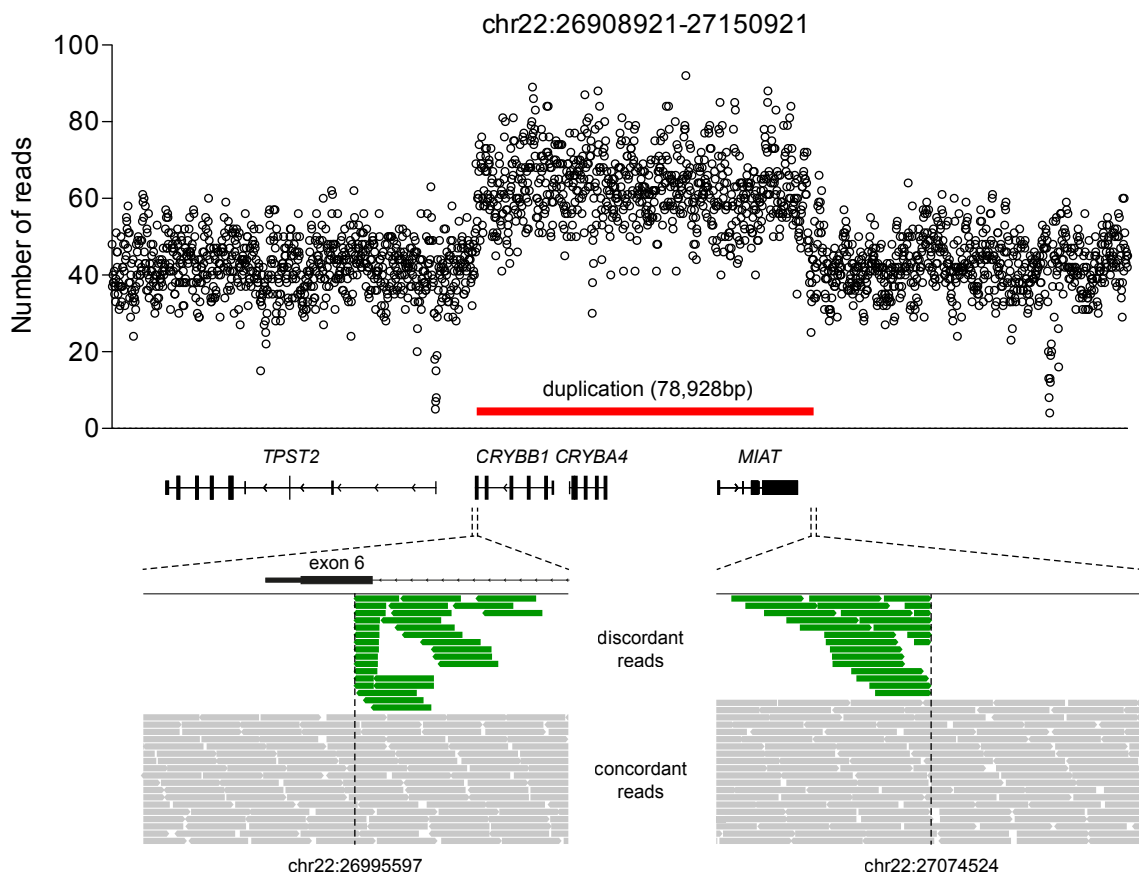 chr22:26908921-27150921
100
80
60
40
20
0
Number of reads
duplication (78,928bp)
TPST2
CRYBB1 CRYBA4
MIAT
exon 6
discordant
reads
concordant
reads
chr22:26995597
chr22:27074524